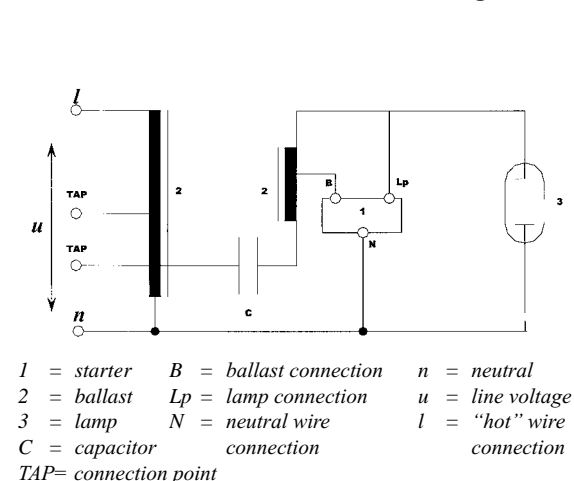 l
TAP
u
TAP
n
2
2
C
B
Lp
1
N
3
1 = starter B = ballast connection n = neutral
2 = ballast Lp = lamp connection u = line voltage
3 = lamp N = neutral wire l = “hot” wire
C = capacitor connection connection
TAP= connection point